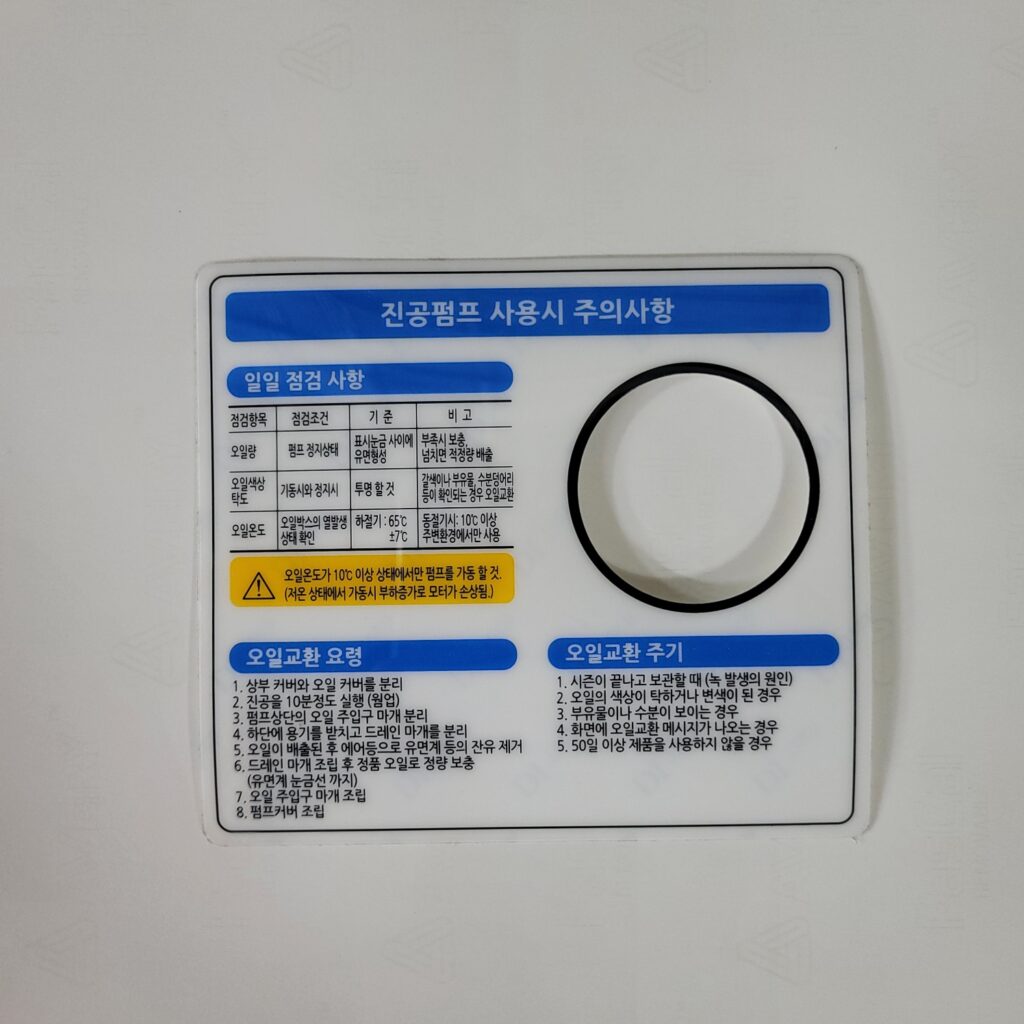 진공펌프 사용시 주의사항
일일 점검 사항
점검항목 점검조건 기 준 비 고
오일량 펌프 정지상태 표시눈금 사이에 유면형성 부족시 보충, 넘치면 적정량 배출
오일색상 탁도 기동시와 정지시 투명 할 것 갈색이나 부유물, 수분덩어리 등이 확인되는 경우 오일교환
오일온도 오일박스의 열발생 상태 확인 하절기 : 65℃ ±7℃ 동절기시: 10℃ 이상 주변환경에서만 사용
오일온도가 10℃ 이상 상태에서만 펌프를 가동 할 것.
(저온 상태에서 가동시 부하증가로 모터가 손상됨.)
오일교환 요령
1. 상부 커버와 오일 커버를 분리
2. 진공을 10분정도 실행 (웜업)
3. 펌프상단의 오일 주입구 마개 분리
4. 하단에 용기를 받치고 드레인 마개를 분리
5. 오일이 배출된 후 에어등으로 유면계 등의 잔유 제거
6. 드레인 마개 조립 후 정품 오일로 정량 보충
(유면계 눈금선 까지)
7. 오일 주입구 마개 조립
8. 펌프커버 조립
오일교환 주기
1. 시즌이 끝나고 보관할 때 (녹 발생의 원인)
2. 오일의 색상이 탁하거나 변색이 된 경우
3. 부유물이나 수분이 보이는 경우
4. 화면에 오일교환 메시지가 나오는 경우
5. 50일 이상 제품을 사용하지 않을 경우